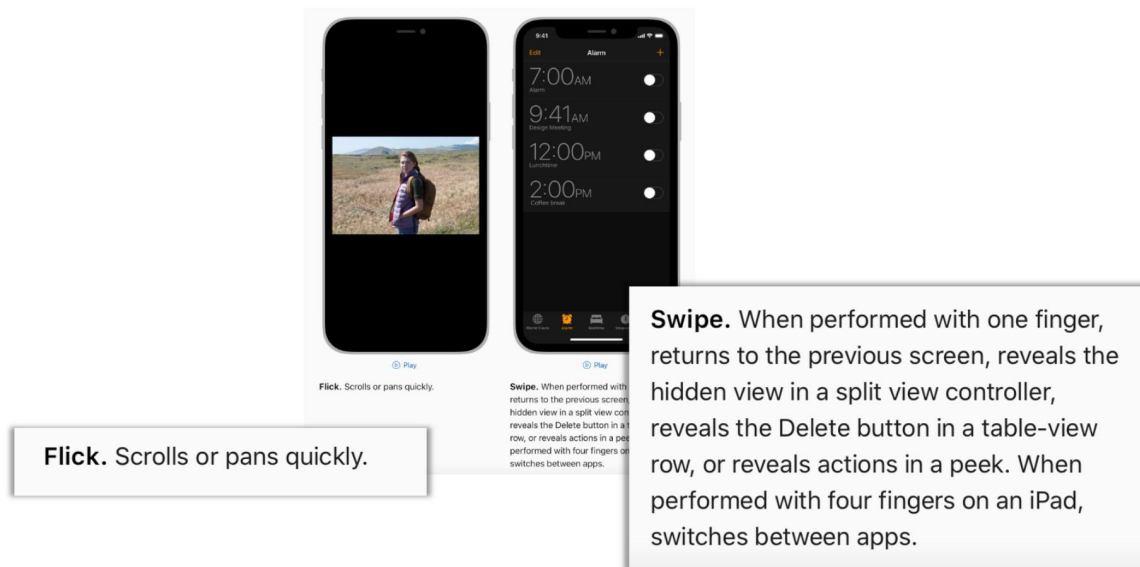 9:41
Edit Alarm +
7:00AM
Alarm
9:41AM
Design Meeting
12:00PM
Lunchtime
2:00PM
Coffee break
World Clock Alarm Bedtime
Play
Play
Flick. Scrolls or pans quickly.
Swipe. When performed with
returns to the previous screen,
hidden view in a split view con
reveals the Delete button in a t
row, or reveals actions in a pee
performed with four fingers on
switches between apps.
Flick. Scrolls or pans quickly.
Swipe. When performed with one finger,
returns to the previous screen, reveals the
hidden view in a split view controller,
reveals the Delete button in a table-view
row, or reveals actions in a peek. When
performed with four fingers on an iPad,
switches between apps.